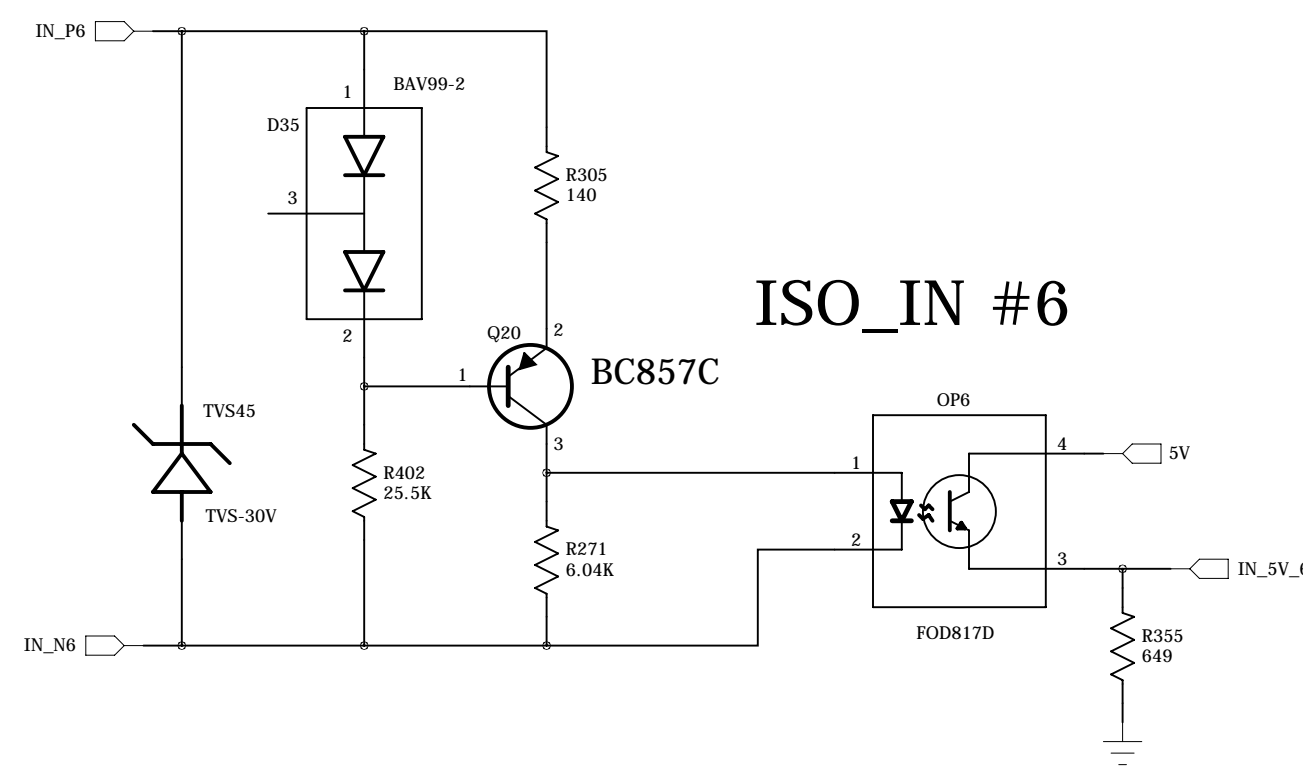 IN_P6
BAV99-2
1
D35
3
R305
140
ISO_IN #6
2
Q20
2
BC857C
1
OP6
TVS45
3
4
5V
1
R402
25.5K
TVS-30V
2
R271
6.04K
3
IN_5V_6
FOD817D
IN_N6
R355
649